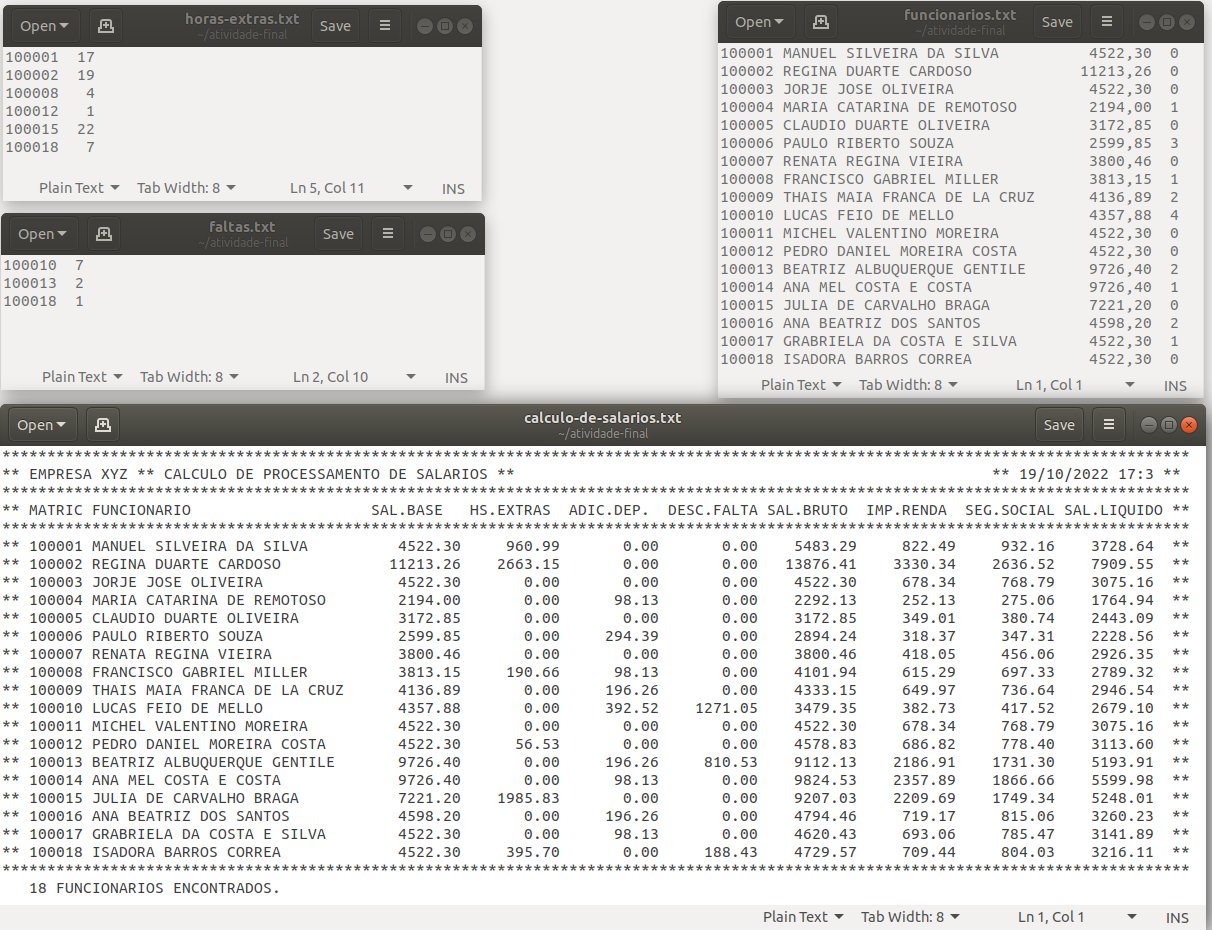 Open horas-extras.txt Save
~/atividade-final
100001  17
100002  19
100008   4
100012   1
100015  22
100018   7
Plain Text Tab Width: 8 Ln 5, Col 11 INS
Open faltas.txt Save
~/atividade-final
100010  7
100013  2
100018  1
Plain Text Tab Width: 8 Ln 2, Col 10 INS
Open funcionarios.txt Save
~/atividade-final
100001 MANUEL SILVEIRA DA SILVA          4522,30  0
100002 REGINA DUARTE CARDOSO            11213,26  0
100003 JORJE JOSE OLIVEIRA               4522,30  0
100004 MARIA CATARINA DE REMOTOSO        2194,00  1
100005 CLAUDIO DUARTE OLIVEIRA           3172,85  0
100006 PAULO RIBERTO SOUZA               2599,85  3
100007 RENATA REGINA VIEIRA              3800,46  0
100008 FRANCISCO GABRIEL MILLER          3813,15  1
100009 THAIS MAIA FRANCA DE LA CRUZ      4136,89  2
100010 LUCAS FEIO DE MELLO               4357,88  4
100011 MICHEL VALENTINO MOREIRA          4522,30  0
100012 PEDRO DANIEL MOREIRA COSTA        4522,30  0
100013 BEATRIZ ALBUQUERQUE GENTILE       9726,40  2
100014 ANA MEL COSTA E COSTA             9726,40  1
100015 JULIA DE CARVALHO BRAGA           7221,20  0
100016 ANA BEATRIZ DOS SANTOS            4598,20  2
100017 GRABRIELA DA COSTA E SILVA        4522,30  1
100018 ISADORA BARROS CORREA             4522,30  0
Plain Text Tab Width: 8 Ln 1, Col 1 INS
Open calculo-de-salarios.txt Save
~/atividade-final
************************************************************************************************************************************
** EMPRESA XYZ ** CALCULO DE PROCESSAMENTO DE SALARIOS **                                                     ** 19/10/2022 17:3 **
************************************************************************************************************************************
** MATRIC FUNCIONARIO                    SAL.BASE   HS.EXTRAS  ADIC.DEP.  DESC.FALTA SAL.BRUTO  IMP.RENDA  SEG.SOCIAL SAL.LIQUIDO **
************************************************************************************************************************************
** 100001 MANUEL SILVEIRA DA SILVA          4522.30     960.99       0.00       0.00    5483.29     822.49     932.16    3728.64  **
** 100002 REGINA DUARTE CARDOSO            11213.26    2663.15       0.00       0.00   13876.41    3330.34    2636.52    7909.55  **
** 100003 JORJE JOSE OLIVEIRA               4522.30       0.00       0.00       0.00    4522.30     678.34     768.79    3075.16  **
** 100004 MARIA CATARINA DE REMOTOSO        2194.00       0.00      98.13       0.00    2292.13     252.13     275.06    1764.94  **
** 100005 CLAUDIO DUARTE OLIVEIRA           3172.85       0.00       0.00       0.00    3172.85     349.01     380.74    2443.09  **
** 100006 PAULO RIBERTO SOUZA               2599.85       0.00     294.39       0.00    2894.24     318.37     347.31    2228.56  **
** 100007 RENATA REGINA VIEIRA              3800.46       0.00       0.00       0.00    3800.46     418.05     456.06    2926.35  **
** 100008 FRANCISCO GABRIEL MILLER          3813.15     190.66      98.13       0.00    4101.94     615.29     697.33    2789.32  **
** 100009 THAIS MAIA FRANCA DE LA CRUZ      4136.89       0.00     196.26       0.00    4333.15     649.97     736.64    2946.54  **
** 100010 LUCAS FEIO DE MELLO               4357.88       0.00     392.52    1271.05    3479.35     382.73     417.52    2679.10  **
** 100011 MICHEL VALENTINO MOREIRA          4522.30       0.00       0.00       0.00    4522.30     678.34     768.79    3075.16  **
** 100012 PEDRO DANIEL MOREIRA COSTA        4522.30      56.53       0.00       0.00    4578.83     686.82     778.40    3113.60  **
** 100013 BEATRIZ ALBUQUERQUE GENTILE       9726.40       0.00     196.26     810.53    9112.13    2186.91    1731.30    5193.91  **
** 100014 ANA MEL COSTA E COSTA             9726.40       0.00      98.13       0.00    9824.53    2357.89    1866.66    5599.98  **
** 100015 JULIA DE CARVALHO BRAGA           7221.20    1985.83       0.00       0.00    9207.03    2209.69    1749.34    5248.01  **
** 100016 ANA BEATRIZ DOS SANTOS            4598.20       0.00     196.26       0.00    4794.46     719.17     815.06    3260.23  **
** 100017 GRABRIELA DA COSTA E SILVA        4522.30       0.00      98.13       0.00    4620.43     693.06     785.47    3141.89  **
** 100018 ISADORA BARROS CORREA             4522.30     395.70       0.00     188.43    4729.57     709.44     804.03    3216.11  **
************************************************************************************************************************************
   18 FUNCIONARIOS ENCONTRADOS.
Plain Text Tab Width: 8 Ln 1, Col 1 INS